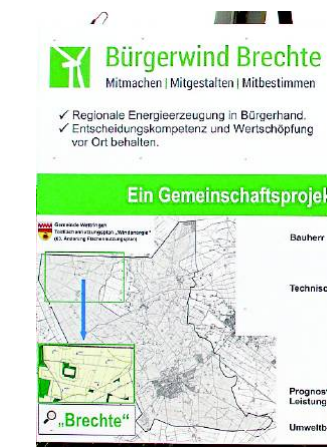 Bürgerwind Brechte
Mitmachen | Mitgestalten | Mitbestimmen
✓ Regionale Energieerzeugung in Bürgerhand.
✓ Entscheidungskompetenz und Wertschöpfung
vor Ort behalten.
Ein Gemeinschaftsprojek
Gemeinde Wettringen
"Windenergie"
Bauherr
Technisc
Prognos
Leistung
„Brechte“
Umweltb